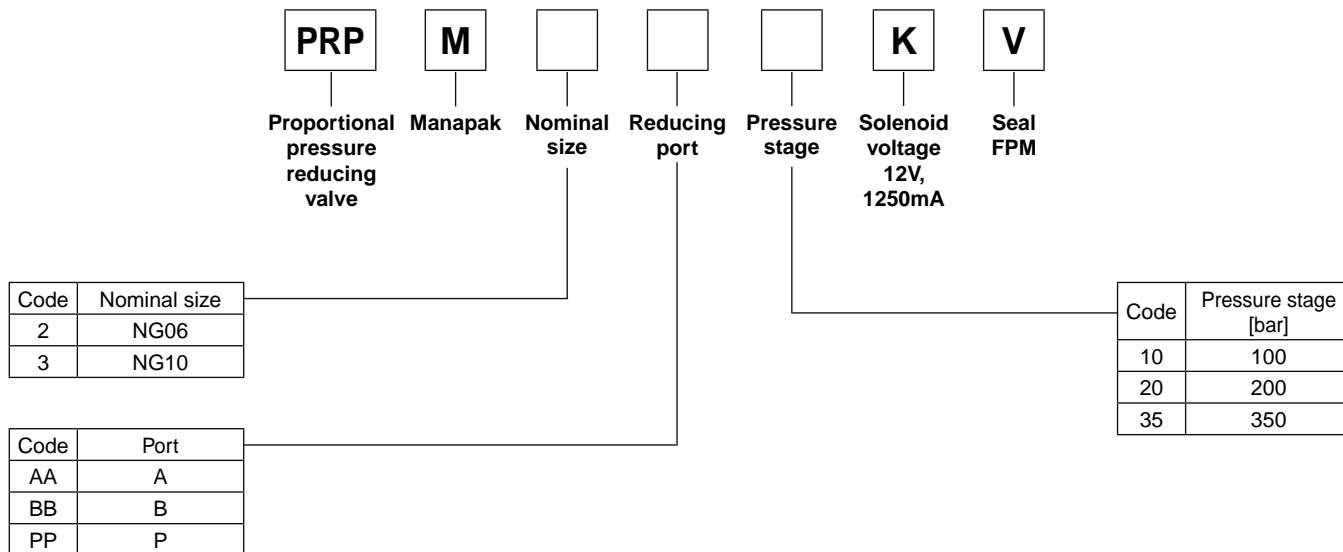 PRP M K V
Proportional Manapak Nominal Reducing Pressure Solenoid Seal
pressure size port stage voltage FPM
reducing 12V,
valve 1250mA
Code Nominal size
2 NG06
3 NG10
Code Pressure stage
[bar]
10 100
20 200
35 350
Code Port
AA A
BB B
PP P